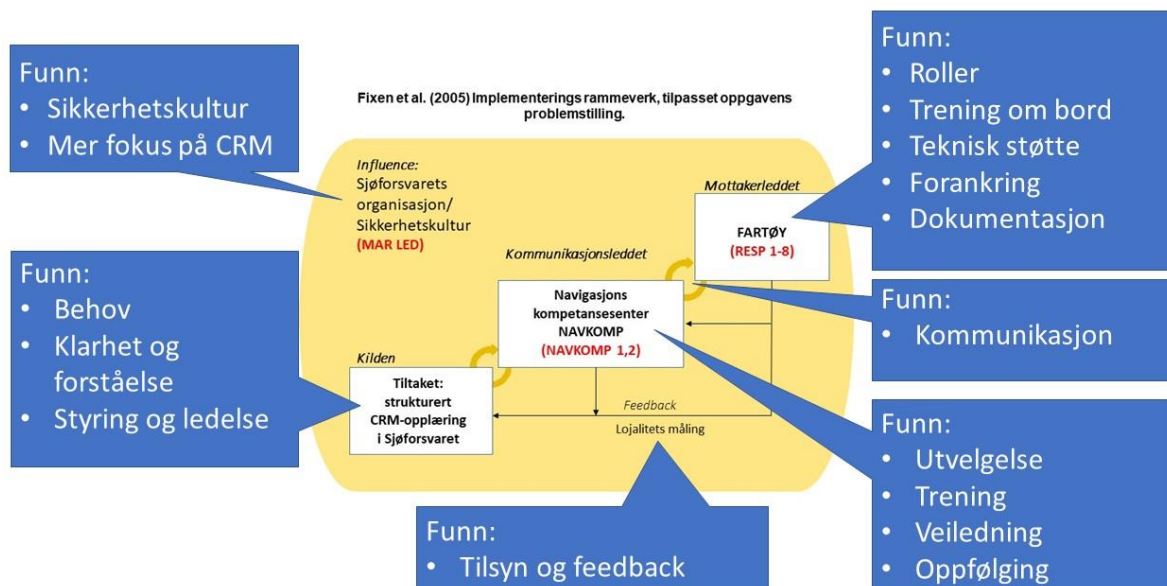 Funn:
• Sikkerhetskultur
• Mer fokus på CRM
Fixen et al. (2005) Implementerings rammeverk, tilpasset oppgavens
problemstilling.
Funn:
• Roller
• Trening om bord
• Teknisk støtte
• Forankring
• Dokumentasjon
Influence:
Sjøforsvarets
organisasjon/
Sikkerhetskultur
(MAR LED)
Mottakerleddet
FARTØY
(RESP 1-8)
Kommunikasjonsleddet
Navigasjons
kompetansesenter
NAVKOMP
(NAVKOMP 1,2)
Funn:
• Kommunikasjon
Funn:
• Behov
• Klarhet og
forståelse
• Styring og ledelse
Kilden
Tiltaket:
strukturert
CRM-opplæring
i Sjøforsvaret
Feedback
Lojalitets måling
Funn:
• Utvelgelse
• Trening
• Veiledning
• Oppfølging
Funn:
• Tilsyn og feedback